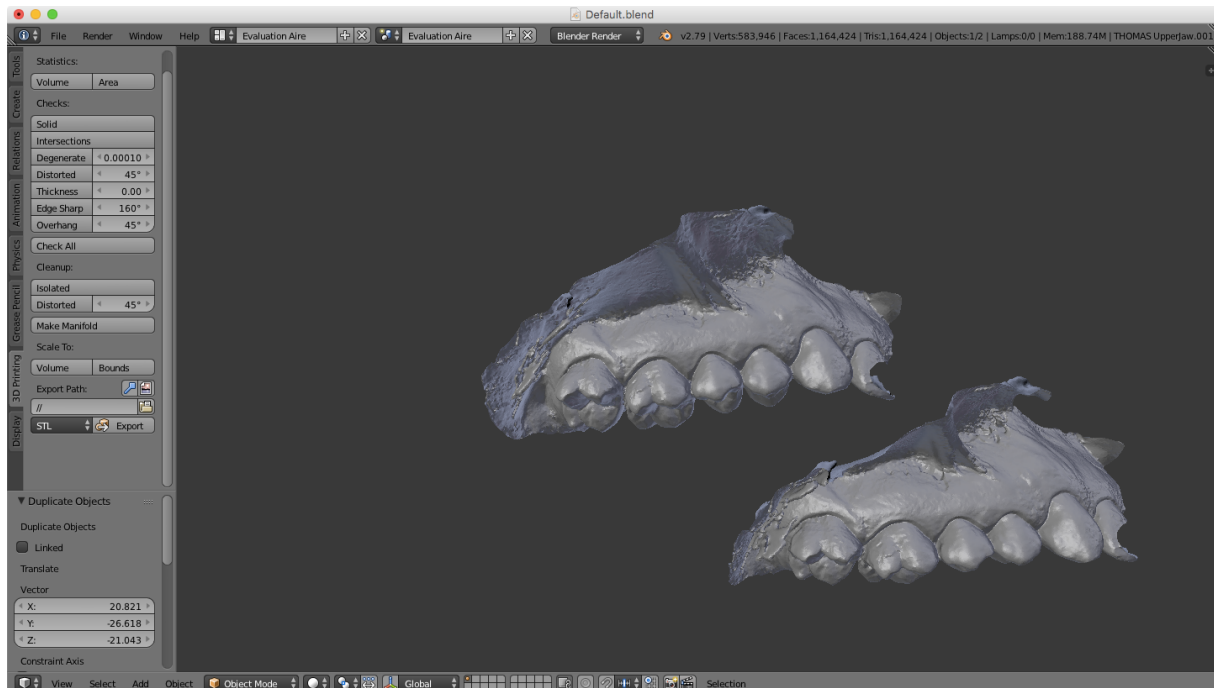 Default.blend
File Render Window Help Evaluation Aire Evaluation Aire Blender Render v2.79 | Verts:583,946 | Faces:1,164,424 | Tris:1,164,424 | Objects:1/2 | Lamps:0/0 | Mem:188.74M | THOMAS UpperJaw.001
Tools
Create
Relations
Animation
Physics
Grease Pencil
3D Printing
Display
Statistics:
Volume Area
Checks:
Solid
Intersections
Degenerate 0.00010
Distorted 45°
Thickness 0.00
Edge Sharp 160°
Overhang 45°
Check All
Cleanup:
Isolated
Distorted 45°
Make Manifold
Scale To:
Volume Bounds
Export Path:
//
STL Export
Duplicate Objects
Duplicate Objects
Linked
Translate
Vector
X: 20.821
Y: -26.618
Z: -21.043
Constraint Axis
View Select Add Object Object Mode Global Selection